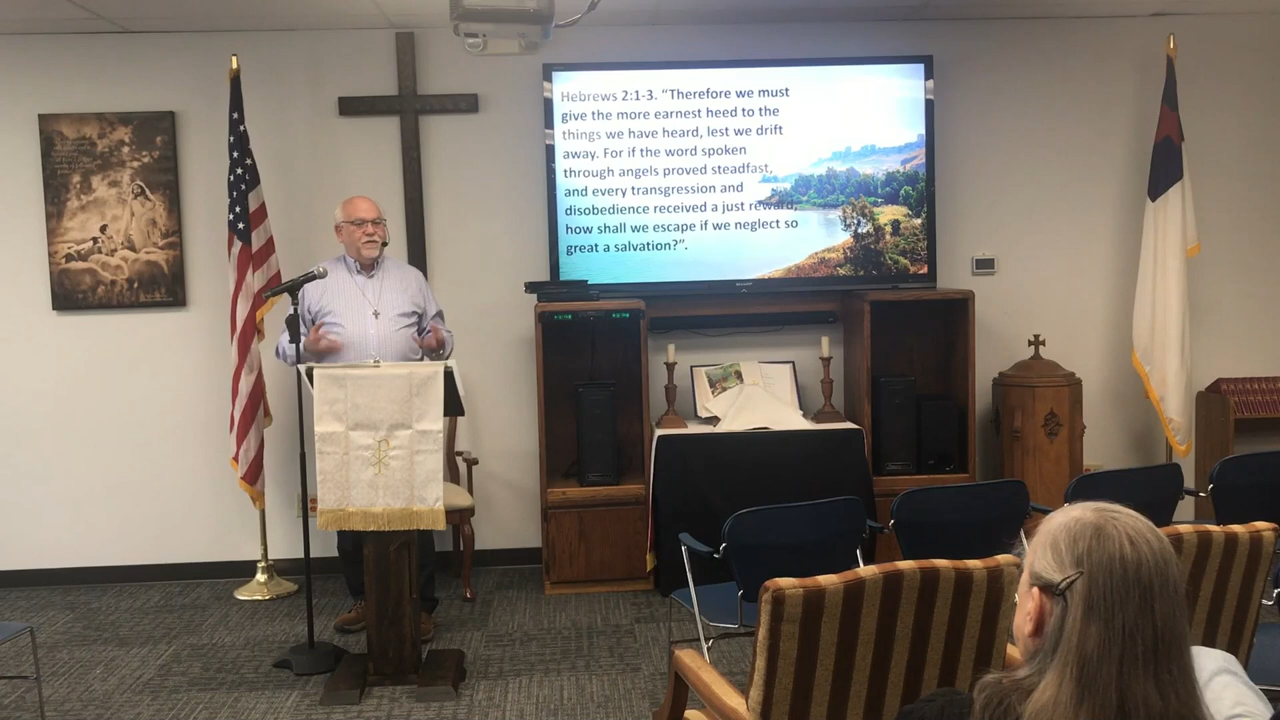 Hebrews 2:1-3. “Therefore we must
give the more earnest heed to the
things we have heard, lest we drift
away. For if the word spoken
through angels proved steadfast,
and every transgression and
disobedience received a just reward,
how shall we escape if we neglect so
great a salvation?”.
SHARP